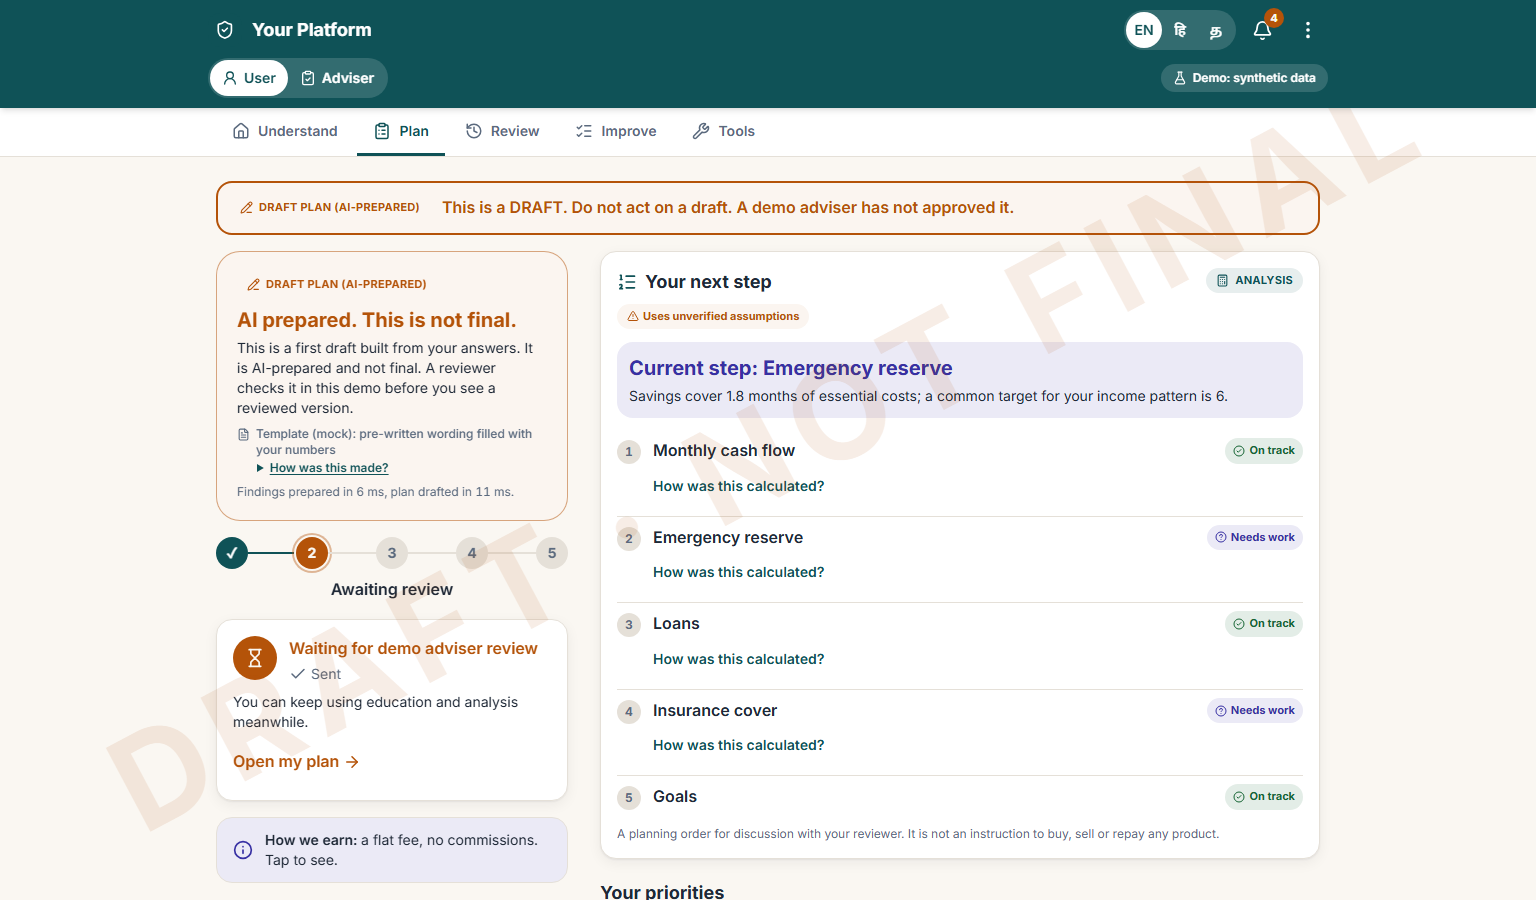 Your Platform
EN
हि
த
4
User
Adviser
Demo: synthetic data
Understand
Plan
Review
Improve
Tools
DRAFT PLAN (AI-PREPARED)
This is a DRAFT. Do not act on a draft. A demo adviser has not approved it.
DRAFT PLAN (AI-PREPARED)
AI prepared. This is not final.
This is a first draft built from your answers. It
is AI-prepared and not final. A reviewer
checks it in this demo before you see a
reviewed version.
Template (mock): pre-written wording filled with
your numbers
How was this made?
Findings prepared in 6 ms, plan drafted in 11 ms.
2
3
4
5
Awaiting review
Waiting for demo adviser review
Sent
You can keep using education and analysis
meanwhile.
Open my plan
How we earn: a flat fee, no commissions.
Tap to see.
Your next step
ANALYSIS
Uses unverified assumptions
Current step: Emergency reserve
Savings cover 1.8 months of essential costs; a common target for your income pattern is 6.
1
Monthly cash flow
On track
How was this calculated?
2
Emergency reserve
Needs work
How was this calculated?
3
Loans
On track
How was this calculated?
4
Insurance cover
Needs work
How was this calculated?
5
Goals
On track
A planning order for discussion with your reviewer. It is not an instruction to buy, sell or repay any product.
Your priorities
DRAFT · NOT FINAL